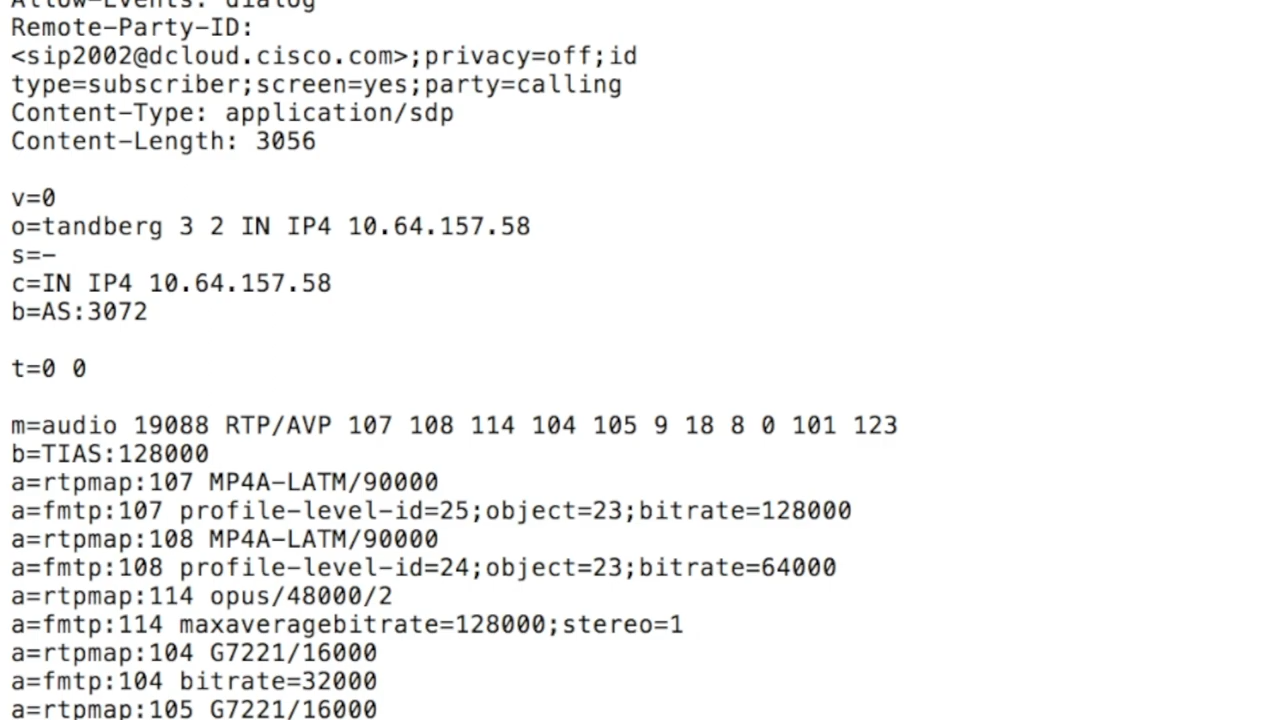 Allow-Events: dialog
Remote-Party-ID:
<sip2002@dcloud.cisco.com>;privacy=off;id
type=subscriber;screen=yes;party=calling
Content-Type: application/sdp
Content-Length: 3056
v=0
o=tandberg 3 2 IN IP4 10.64.157.58
s=-
c=IN IP4 10.64.157.58
b=AS:3072
t=0 0
m=audio 19088 RTP/AVP 107 108 114 104 105 9 18 8 0 101 123
b=TIAS:128000
a=rtpmap:107 MP4A-LATM/90000
a=fmtp:107 profile-level-id=25;object=23;bitrate=128000
a=rtpmap:108 MP4A-LATM/90000
a=fmtp:108 profile-level-id=24;object=23;bitrate=64000
a=rtpmap:114 opus/48000/2
a=fmtp:114 maxaveragebitrate=128000;stereo=1
a=rtpmap:104 G7221/16000
a=fmtp:104 bitrate=32000
a=rtpmap:105 G7221/16000